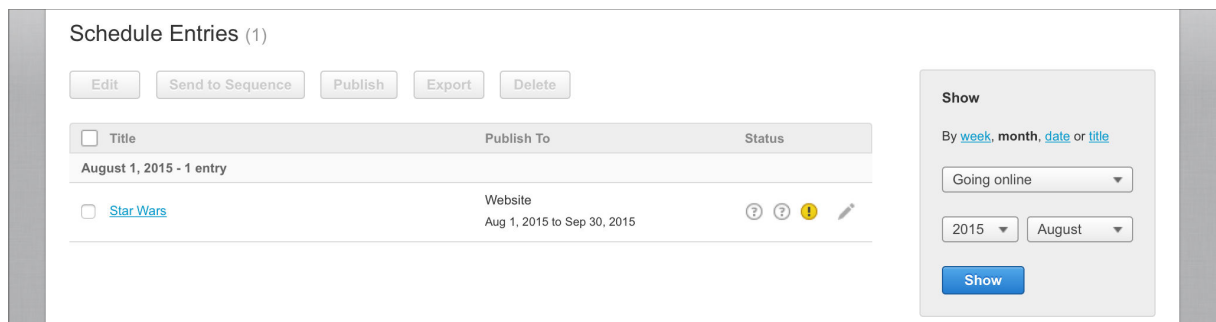 Schedule Entries (1)
Edit Send to Sequence Publish Export Delete
Title Publish To Status
August 1, 2015 - 1 entry
Star Wars
Website
Aug 1, 2015 to Sep 30, 2015
? ? !
Show
By week, month, date or title
Going online
2015 August
Show